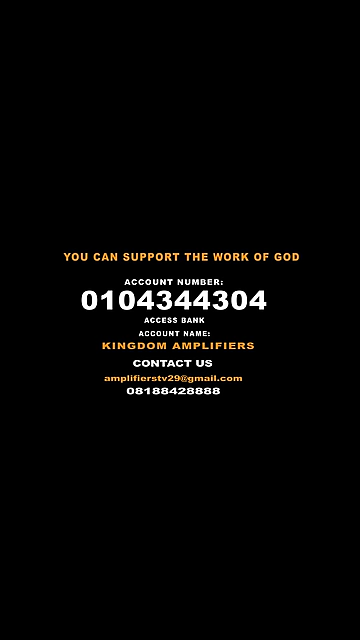 YOU CAN SUPPORT THE WORK OF GOD
ACCOUNT NUMBER:
0104344304
ACCESS BANK
ACCOUNT NAME:
KINGDOM AMPLIFIERS
CONTACT US
amplifierstv29@gmail.com
08188428888